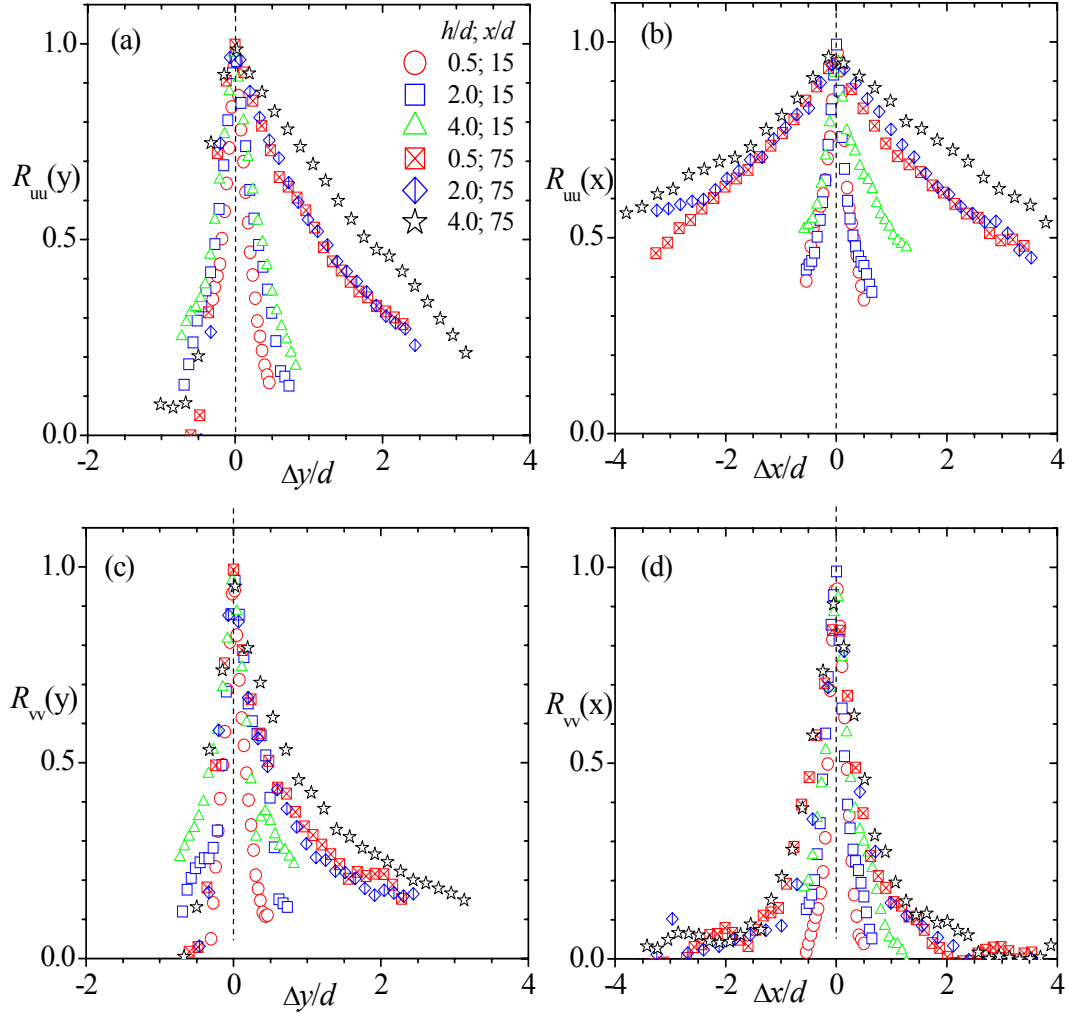 (a)
h/d; x/d
0.5; 15
2.0; 15
4.0; 15
0.5; 75
2.0; 75
4.0; 75
1.0
0.5
0.0
Ruu(y)
-2 0 2 4
Δy/d
(b)
1.0
0.5
0.0
Ruu(x)
-4 -2 0 2 4
Δx/d
(c)
1.0
0.5
0.0
Rvv(y)
-2 0 2 4
Δy/d
(d)
1.0
0.5
0.0
Rvv(x)
-4 -2 0 2 4
Δx/d